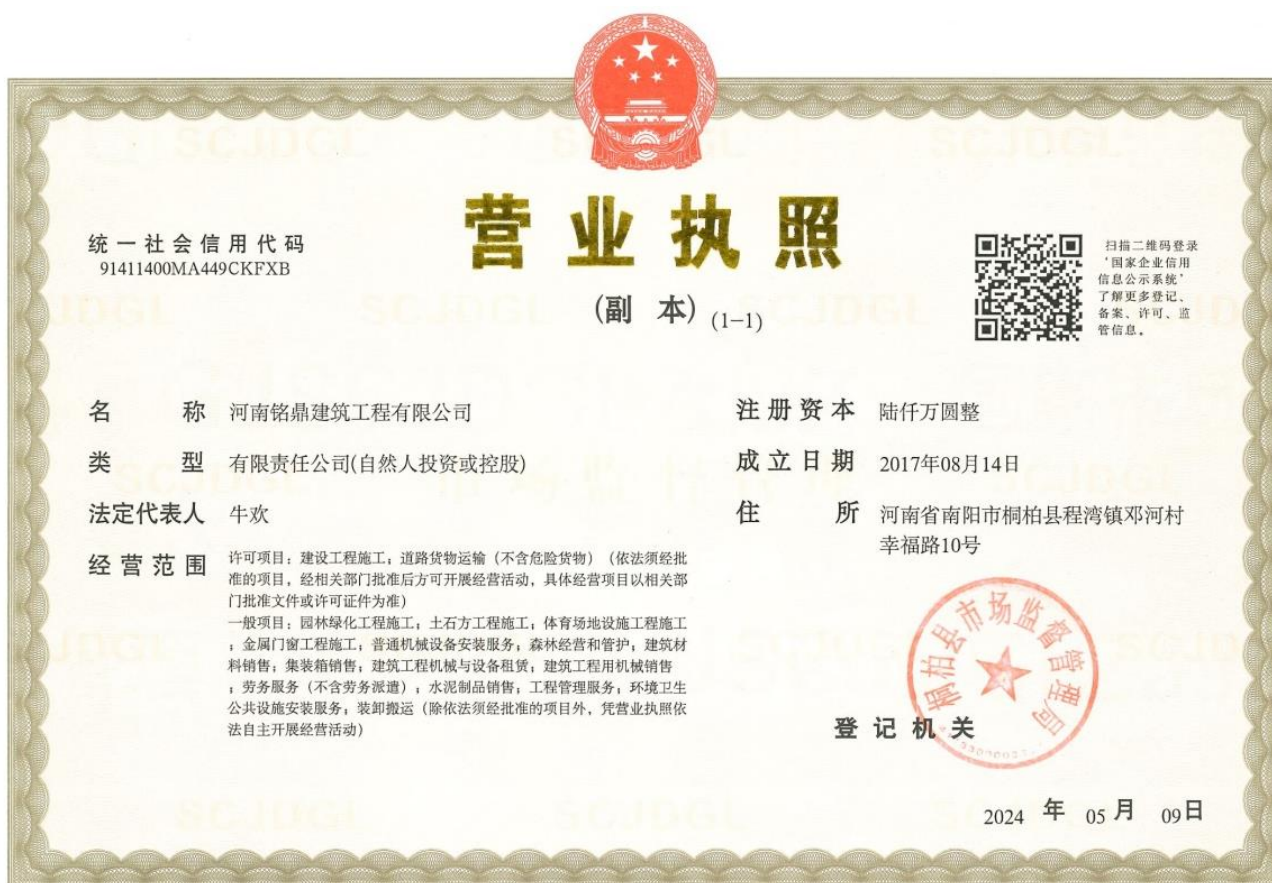 营业执照
(副 本) (1-1)
统一社会信用代码
91411400MA449CKFXB
扫描二维码登录
‘国家企业信用
信息公示系统’
了解更多登记、
备案、许可、监
管信息。
名 称 河南铭鼎建筑工程有限公司
类 型 有限责任公司(自然人投资或控股)
法定代表人 牛欢
经营范围 许可项目：建设工程施工；道路货物运输（不含危险货物）（依法须经批
准的项目，经相关部门批准后方可开展经营活动，具体经营项目以相关部
门批准文件或许可证件为准）
一般项目：园林绿化工程施工；土石方工程施工；体育场地设施工程施工
；金属门窗工程施工；普通机械设备安装服务；森林经营和管护；建筑材
料销售；集装箱销售；建筑工程机械与设备租赁；建筑工程用机械销售
；劳务服务（不含劳务派遣）；水泥制品销售；工程管理服务；环境卫生
公共设施安装服务；装卸搬运（除依法须经批准的项目外，凭营业执照依
法自主开展经营活动）
注册资本 陆仟万圆整
成立日期 2017年08月14日
住 所 河南省南阳市桐柏县程湾镇邓河村
幸福路10号
桐柏县市场监督管理局
登记机关
2024 年 05 月 09 日
SCJDGL